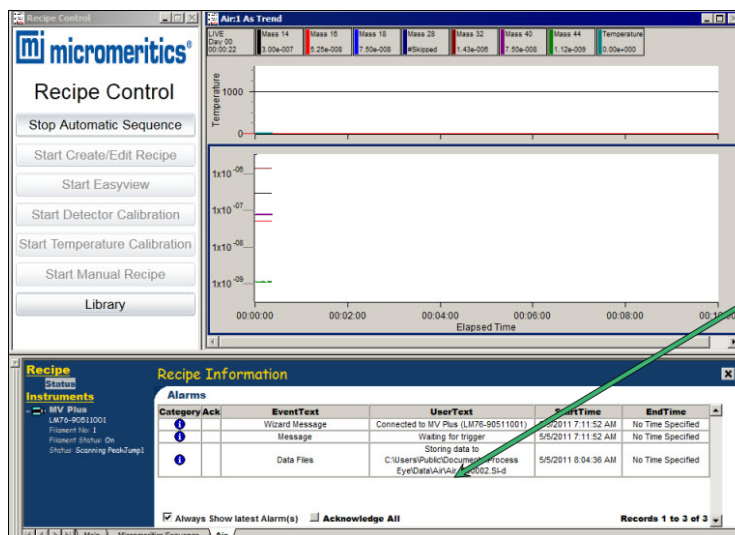 Recipe Control
mi micromeritics®
Recipe Control
Stop Automatic Sequence
Start Create/Edit Recipe
Start Easyview
Start Detector Calibration
Start Temperature Calibration
Start Manual Recipe
Library
Air:1 As Trend
LIVE Mass 14 Mass 16 Mass 18 Mass 28 Mass 32 Mass 40 Mass 44 Temperature
Day 00
00:00:22 3.00e-007 5.25e-008 7.50e-008 #Skipped 1.43e-006 7.50e-008 1.12e-009 0.00e+000
Temperature
1000
0
1x10 -06
1x10 -07
1x10 -08
1x10 -09
00:00:00 00:02:00 00:04:00 00:06:00 00:08:00
Elapsed Time
Recipe
Status
Instruments
MV Plus
LM76-90511001
Filament No: 1
Filament Status: On
Status: Scanning PeakJump1
Recipe Information
Alarms
Category Ack EventText UserText StartTime EndTime
Wizard Message Connected to MV Plus (LM76-90511001) 7:11:52 AM No Time Specified
Message Waiting for trigger 5/5/2011 7:11:52 AM No Time Specified
Data Files Storing data to 5/5/2011 8:04:36 AM No Time Specified
Always Show latest Alarm(s) Acknowledge All Records 1 to 3 of 3
Main Micromeritics Sequence Air